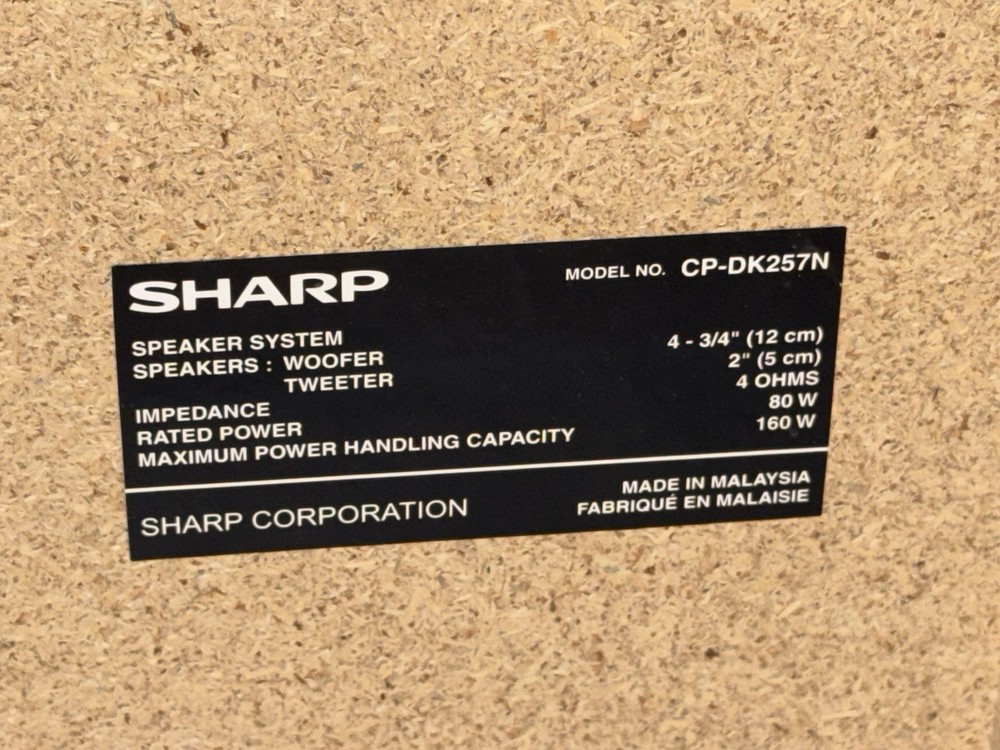 SHARP MODEL NO. CP-DK257N
SPEAKER SYSTEM
SPEAKERS : WOOFER 4 - 3/4" (12 cm)
TWEETER 2" (5 cm)
IMPEDANCE 4 OHMS
RATED POWER 80 W
MAXIMUM POWER HANDLING CAPACITY 160 W
SHARP CORPORATION
MADE IN MALAYSIA
FABRIQUÉ EN MALAISIE